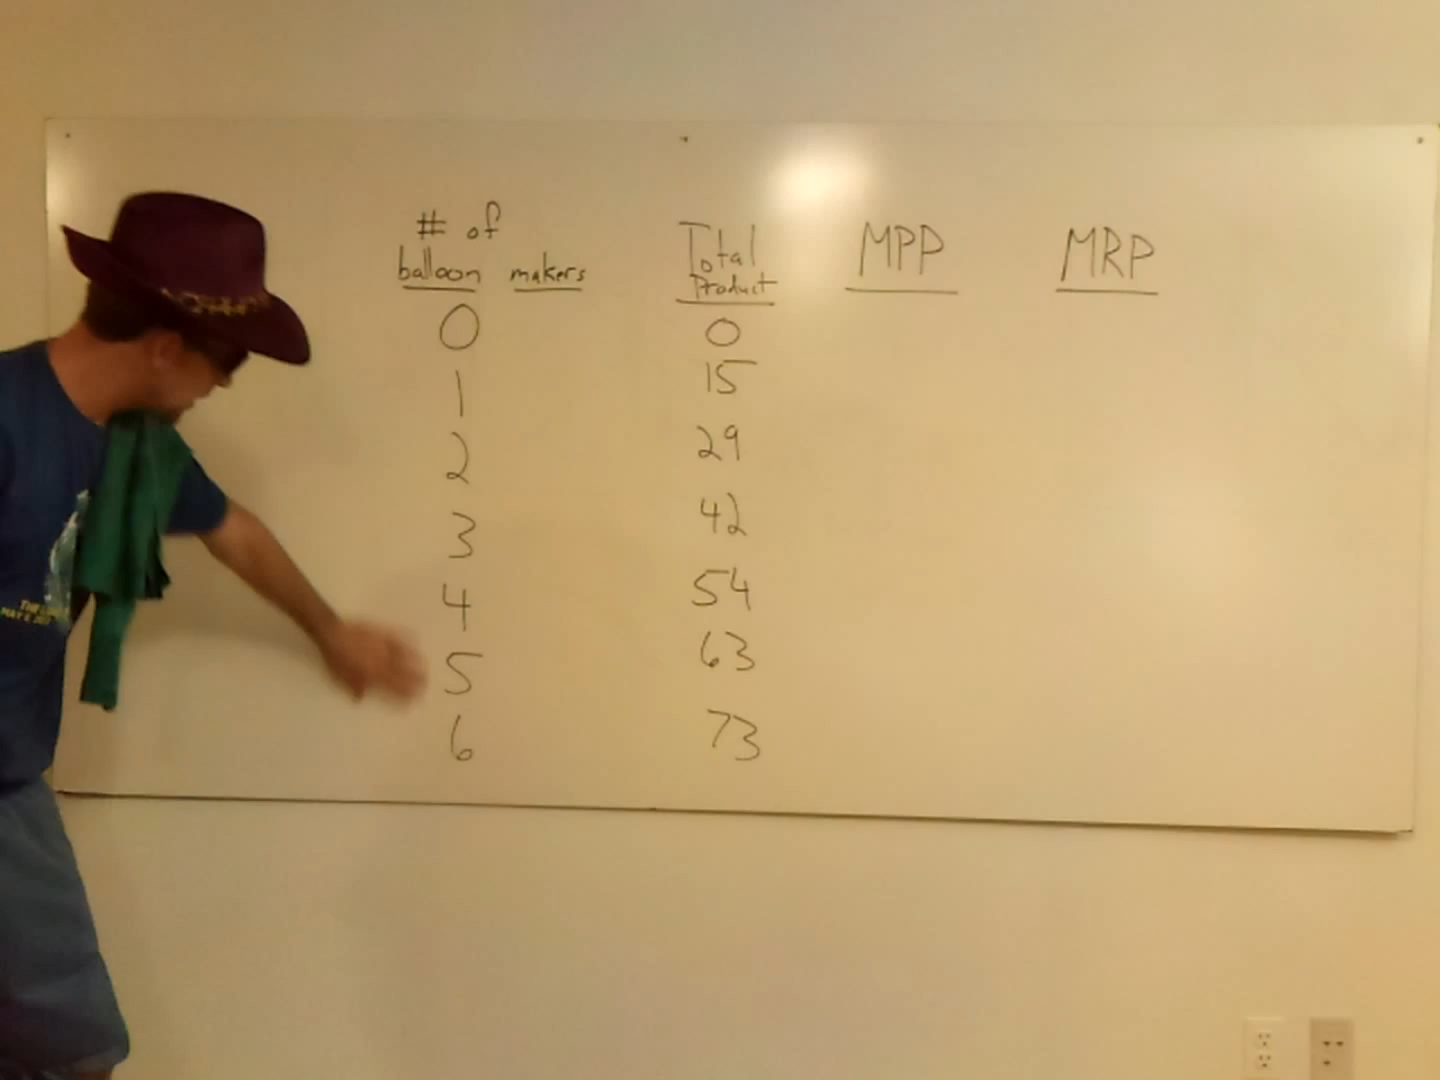 # of
balloon makers
Total
Product
MPP
MRP
0 0
1 15
2 29
3 42
4 54
5 63
6 73